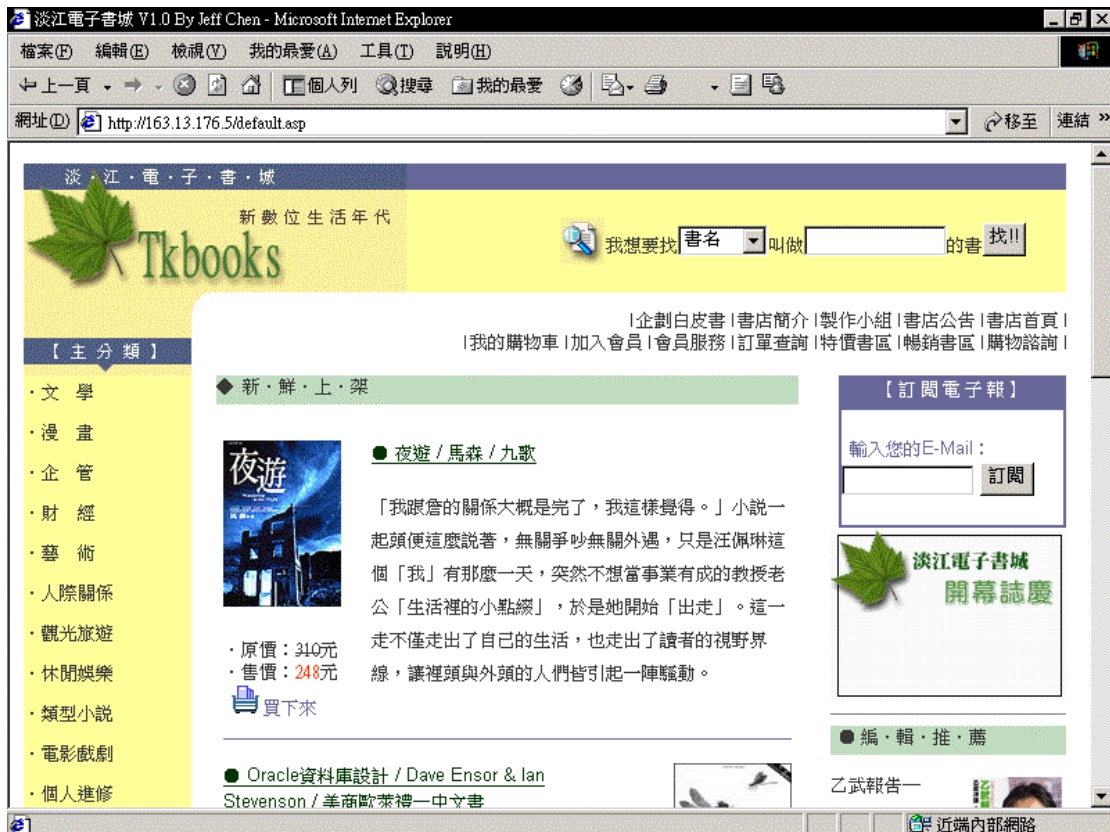 淡江電子書城 V1.0 By Jeff Chen - Microsoft Internet Explorer
檔案(F) 編輯(E) 檢視(V) 我的最愛(A) 工具(T) 說明(H)
上一頁 個人列 搜尋 我的最愛
網址(D) http://163.13.176.5/default.asp 移至 連結 »
淡・江・電・子・書・城
新數位生活年代
Tkbooks
我想要找 書名 叫做 的書 找!!
|企劃白皮書|書店簡介|製作小組|書店公告|書店首頁|
|我的購物車|加入會員|會員服務|訂單查詢|特價書區|暢銷書區|購物諮詢|
【主分類】
・文 學
・漫 畫
・企 管
・財 經
・藝 術
・人際關係
・觀光旅遊
・休閒娛樂
・類型小說
・電影戲劇
・個人進修
◆ 新・鮮・上・架
夜遊
● 夜遊 / 馬森 / 九歌
「我跟詹的關係大概是完了,我這樣覺得。」小說一
起頭便這麼說著,無關爭吵無關外遇,只是汪佩琳這
個「我」有那麼一天,突然不想當事業有成的教授老
公「生活裡的小點綴」,於是她開始「出走」。這一
走不僅走出了自己的生活,也走出了讀者的視野界
線,讓裡頭與外頭的人們皆引起一陣騷動。
・原價:310元
・售價:248元
買下來
● Oracle資料庫設計 / Dave Ensor & Ian
Stevenson / 美商歐萊禮一中文書
【訂閱電子報】
輸入您的E-Mail:
訂閱
淡江電子書城
開幕誌慶
●編・輯・推・薦
乙武報告一
近端內部網路